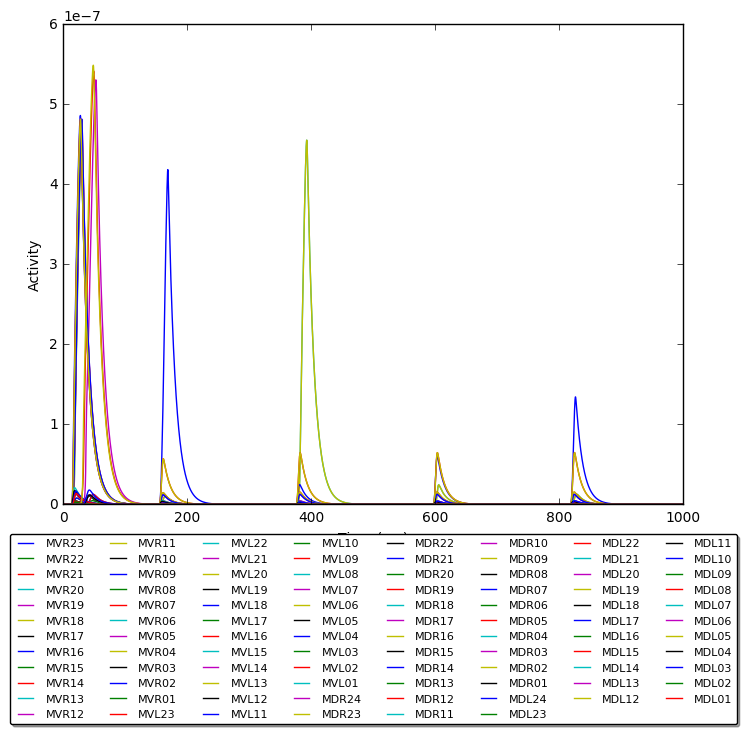 1e−7
6
5
4
3
2
1
0
Activity
0 200 400 600 800 1000
MVR23 MVR11 MVL22 MVL10 MDR22 MDR10 MDL22 MDL11
MVR22 MVR10 MVL21 MVL09 MDR21 MDR09 MDL21 MDL10
MVR21 MVR09 MVL20 MVL08 MDR20 MDR08 MDL20 MDL09
MVR20 MVR08 MVL19 MVL07 MDR19 MDR07 MDL19 MDL08
MVR19 MVR07 MVL18 MVL06 MDR18 MDR06 MDL18 MDL07
MVR18 MVR06 MVL17 MVL05 MDR17 MDR05 MDL17 MDL06
MVR17 MVR05 MVL16 MVL04 MDR16 MDR04 MDL16 MDL05
MVR16 MVR04 MVL15 MVL03 MDR15 MDR03 MDL15 MDL04
MVR15 MVR03 MVL14 MVL02 MDR14 MDR02 MDL14 MDL03
MVR14 MVR02 MVL13 MVL01 MDR13 MDR01 MDL13 MDL02
MVR13 MVR01 MVL12 MDR24 MDR12 MDL24 MDL12 MDL01
MVR12 MVL23 MVL11 MDR23 MDR11 MDL23